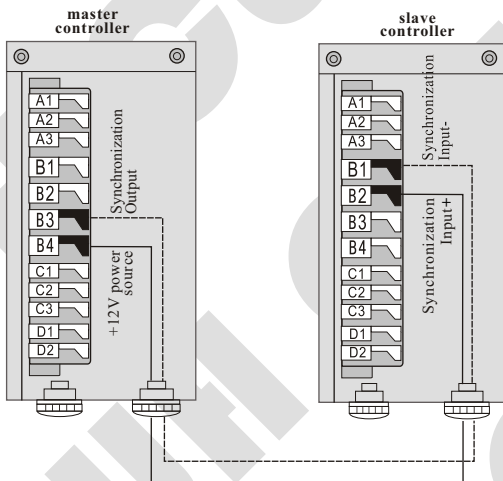 master
controller
A1
A2
A3
B1
B2
B3
B4
C1
C2
C3
D1
D2
Synchronization
Output
+12V power
source
slave
controller
A1
A2
A3
B1
B2
B3
B4
C1
C2
C3
D1
D2
Synchronization
Input-
Synchronization
Input+